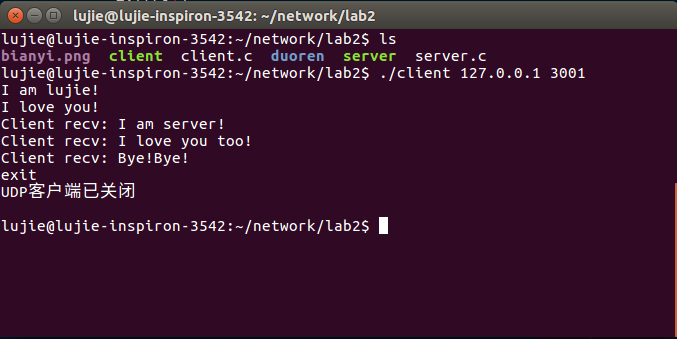 lujie@lujie-inspiron-3542: ~/network/lab2
lujie@lujie-inspiron-3542:~/network/lab2$ ls
bianyi.png  client  client.c  duoren  server  server.c
lujie@lujie-inspiron-3542:~/network/lab2$ ./client 127.0.0.1 3001
I am lujie!
I love you!
Client recv: I am server!
Client recv: I love you too!
Client recv: Bye!Bye!
exit
UDP客户端已关闭
lujie@lujie-inspiron-3542:~/network/lab2$